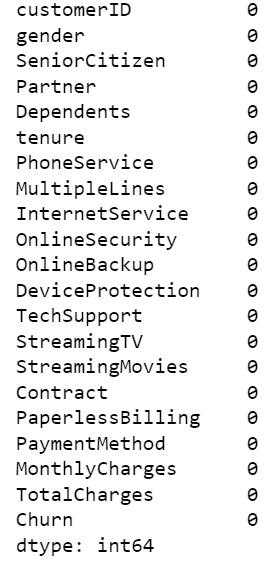 customerID 0
gender 0
SeniorCitizen 0
Partner 0
Dependents 0
tenure 0
PhoneService 0
MultipleLines 0
InternetService 0
OnlineSecurity 0
OnlineBackup 0
DeviceProtection 0
TechSupport 0
StreamingTV 0
StreamingMovies 0
Contract 0
PaperlessBilling 0
PaymentMethod 0
MonthlyCharges 0
TotalCharges 0
Churn 0
dtype: int64